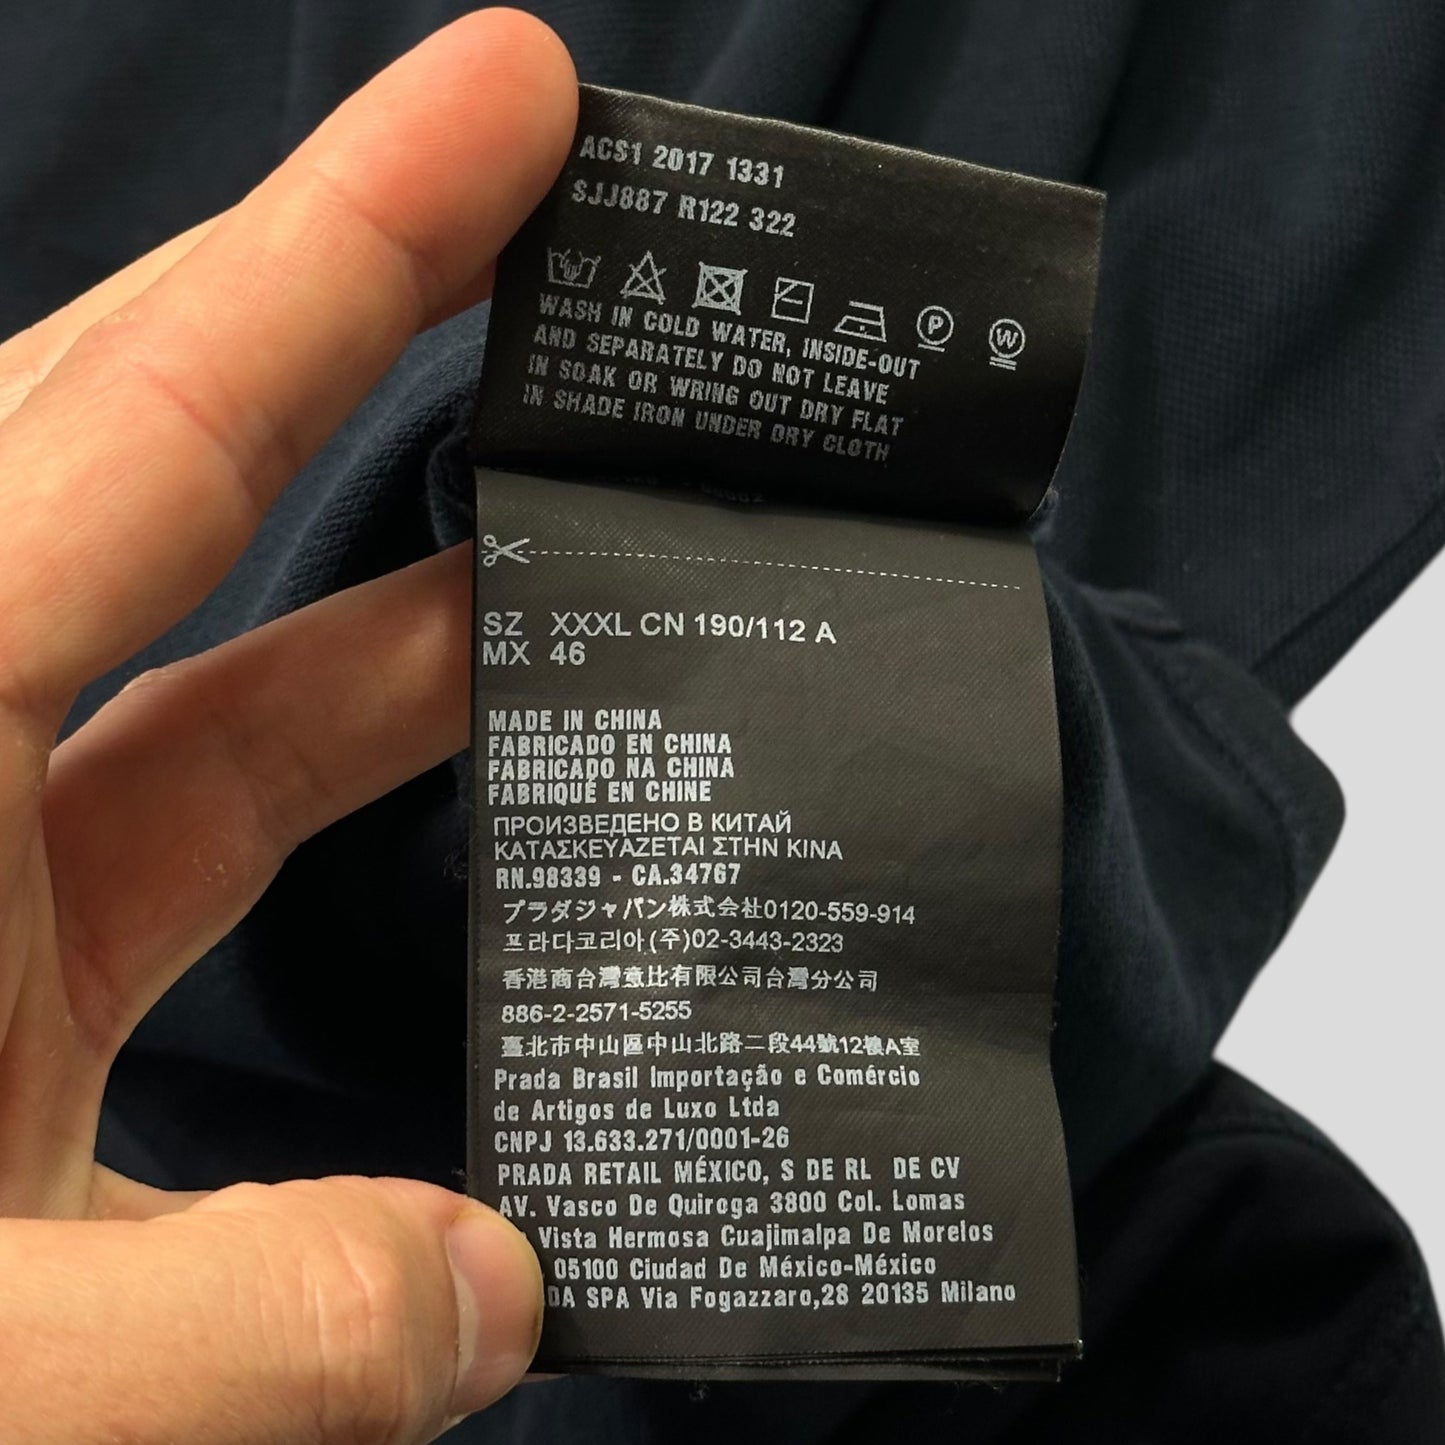 ACS1 2017 1331
SJJ887 R122 322
P W
WASH IN COLD WATER, INSIDE-OUT
AND SEPARATELY DO NOT LEAVE
IN SOAK OR WRING OUT DRY FLAT
IN SHADE IRON UNDER DRY CLOTH
SZ XXXL CN 190/112 A
MX 46
MADE IN CHINA
FABRICADO EN CHINA
FABRICADO NA CHINA
FABRIQUÉ EN CHINE
ПРОИЗВЕДЕНО В КИТАЙ
ΚΑΤΑΣΚΕΥΑΖΕΤΑΙ ΣΤΗΝ ΚΙΝΑ
RN.98339 - CA.34767
プラダジャパン株式会社0120-559-914
프라다코리아(주)02-3443-2323
香港商台灣意比有限公司台灣分公司
886-2-2571-5255
臺北市中山區中山北路二段44號12樓A室
Prada Brasil Importação e Comércio
de Artigos de Luxo Ltda
CNPJ 13.633.271/0001-26
PRADA RETAIL MÉXICO, S DE RL DE CV
AV. Vasco De Quiroga 3800 Col. Lomas
Vista Hermosa Cuajimalpa De Morelos
05100 Ciudad De México-México
DA SPA Via Fogazzaro,28 20135 Milano